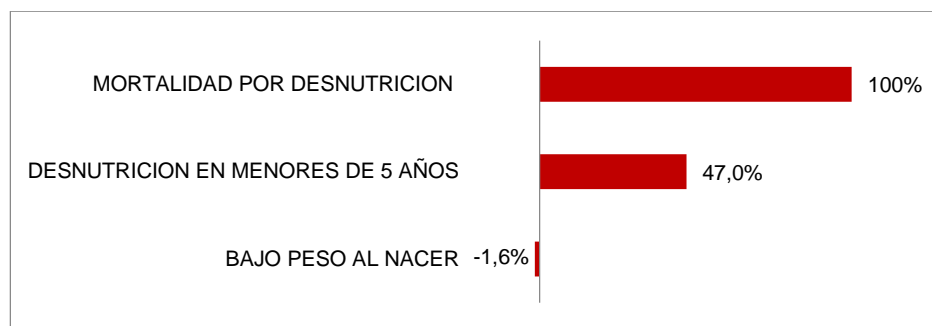 MORTALIDAD POR DESNUTRICION 100%
DESNUTRICION EN MENORES DE 5 AÑOS 47,0%
BAJO PESO AL NACER -1,6%